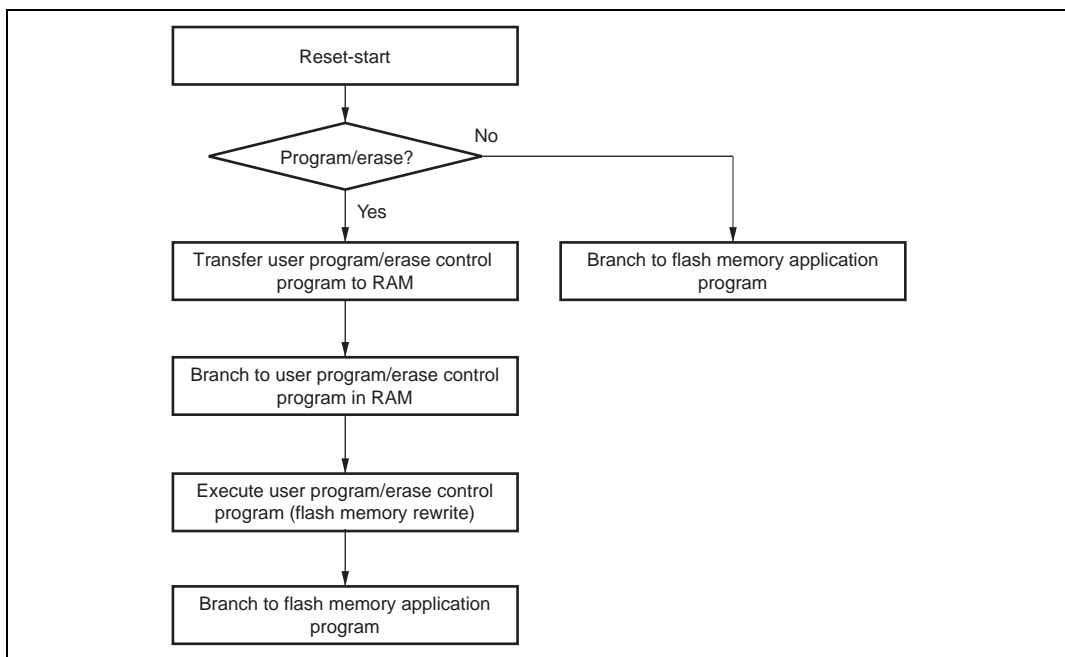 Reset-start
No
Program/erase?
Yes
Transfer user program/erase control
program to RAM
Branch to flash memory application
program
Branch to user program/erase control
program in RAM
Execute user program/erase control
program (flash memory rewrite)
Branch to flash memory application
program